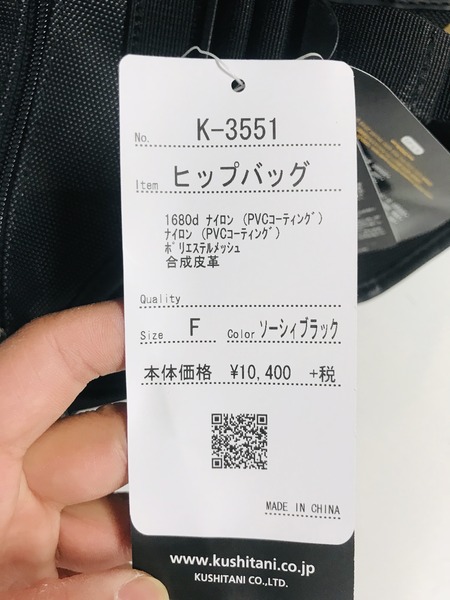 No. K-3551
Item ヒップバッグ
1680d ナイロン (PVCコーティング)
ナイロン (PVCコーティング)
ポリエステルメッシュ
合成皮革
Quality
Size F Color ソーシィブラック
本体価格 ¥10,400 +税
MADE IN CHINA
www.kushitani.co.jp
KUSHITANI CO.,LTD.